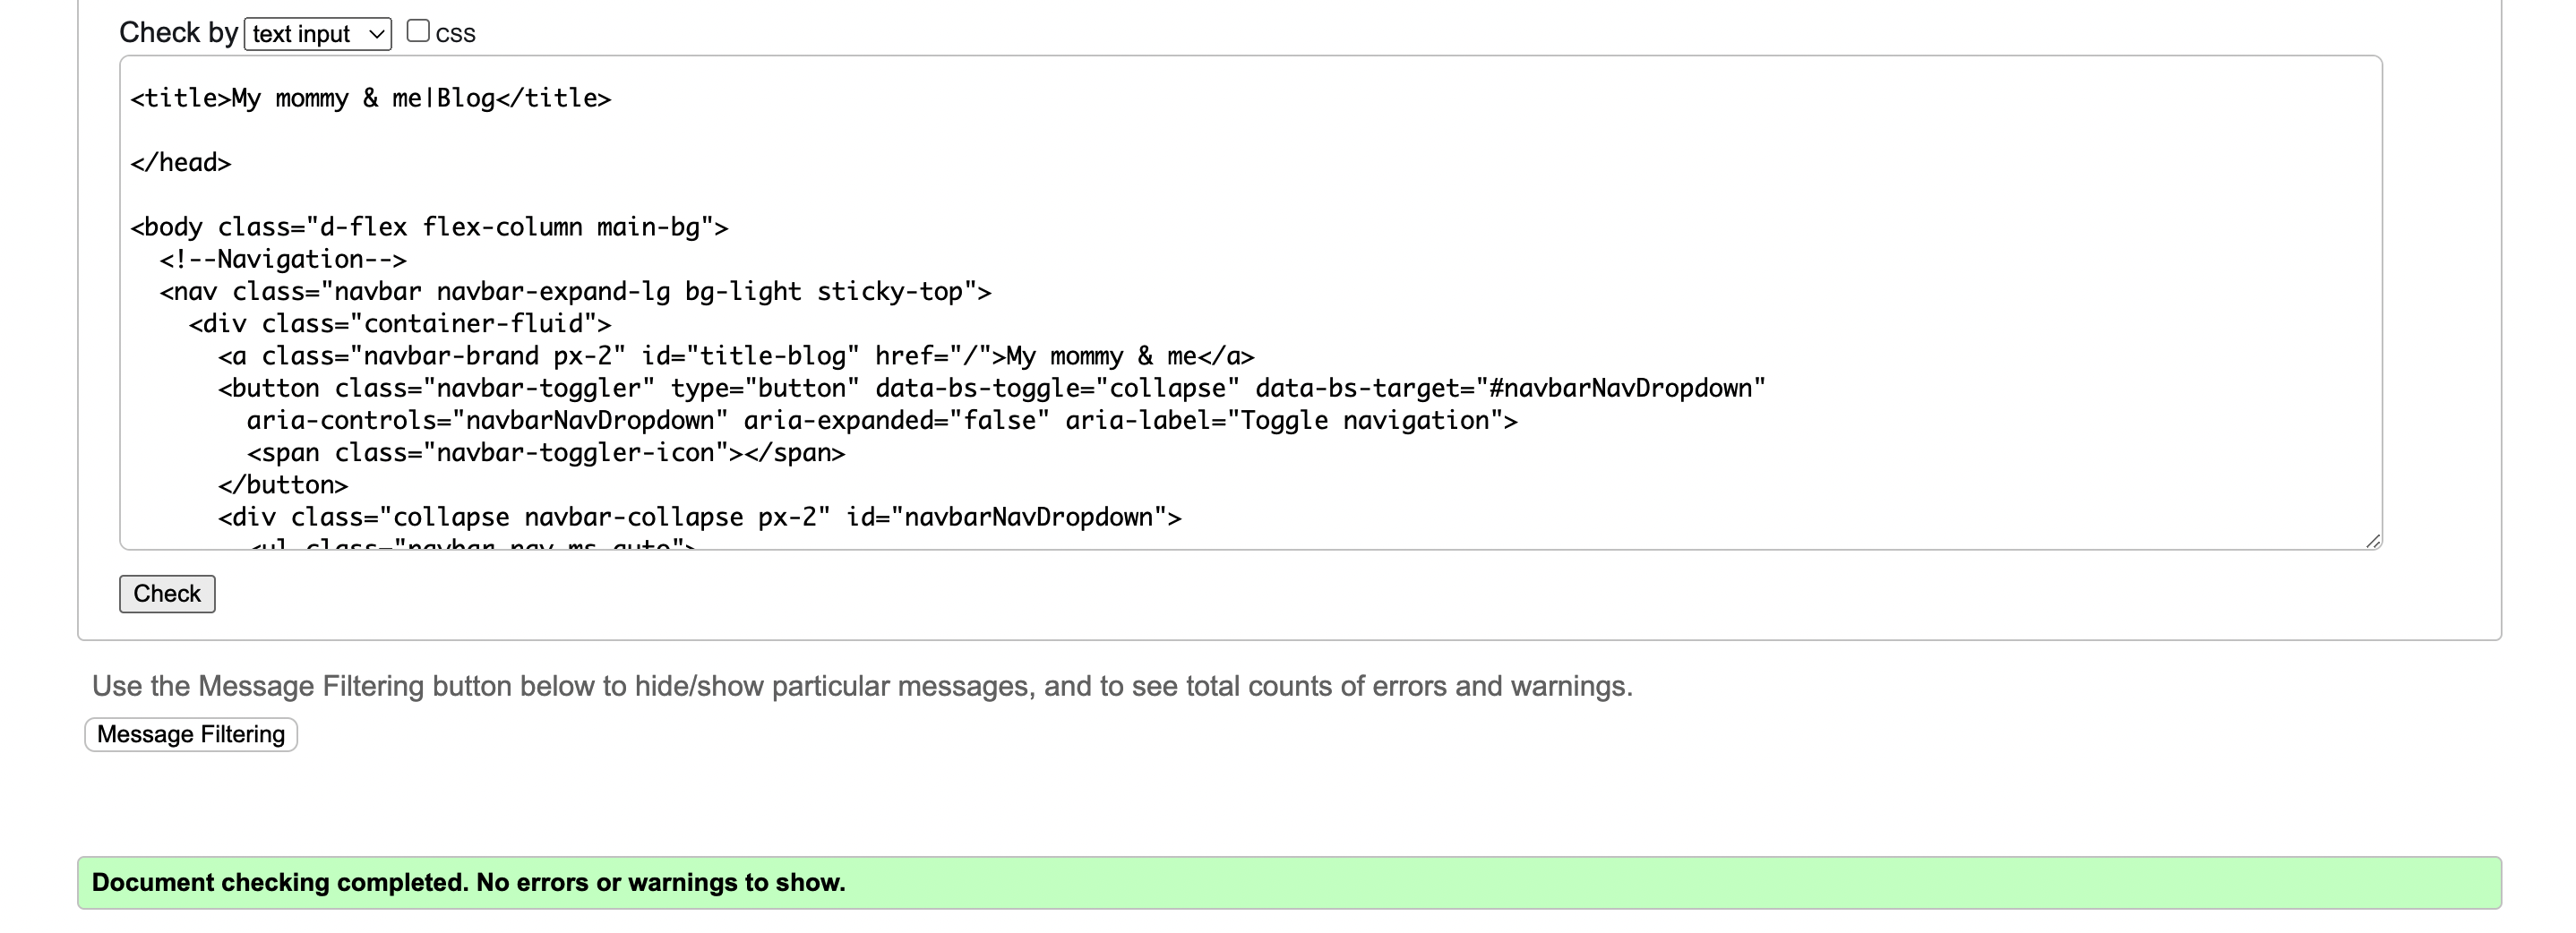 Check by text input css
<title>My mommy & me|Blog</title>
</head>
<body class="d-flex flex-column main-bg">
<!--Navigation-->
<nav class="navbar navbar-expand-lg bg-light sticky-top">
<div class="container-fluid">
<a class="navbar-brand px-2" id="title-blog" href="/">My mommy & me</a>
<button class="navbar-toggler" type="button" data-bs-toggle="collapse" data-bs-target="#navbarNavDropdown"
aria-controls="navbarNavDropdown" aria-expanded="false" aria-label="Toggle navigation">
<span class="navbar-toggler-icon"></span>
</button>
<div class="collapse navbar-collapse px-2" id="navbarNavDropdown">
<ul class="navbar-nav ms-auto">
Check
Use the Message Filtering button below to hide/show particular messages, and to see total counts of errors and warnings.
Message Filtering
Document checking completed. No errors or warnings to show.